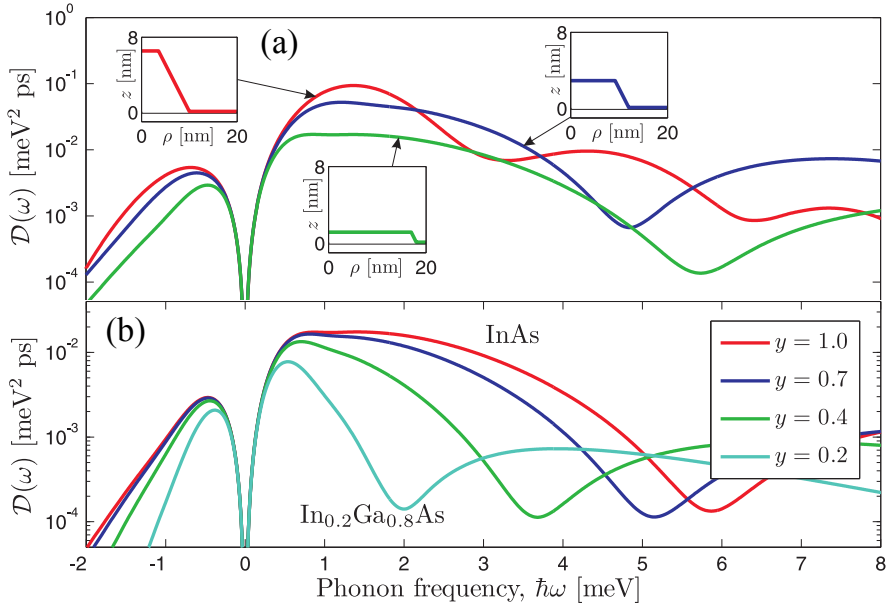 (a)
10⁰
10⁻¹
10⁻²
10⁻³
10⁻⁴
𝒟(ω) [meV² ps]
8
0
z [nm]
0 20
ρ [nm]
8
0
z [nm]
0 20
ρ [nm]
8
0
z [nm]
0 20
ρ [nm]
(b)
10⁻²
10⁻³
10⁻⁴
𝒟(ω) [meV² ps]
InAs
In₀.₂Ga₀.₈As
y = 1.0
y = 0.7
y = 0.4
y = 0.2
-2 -1 0 1 2 3 4 5 6 7 8
Phonon frequency, ℏω [meV]